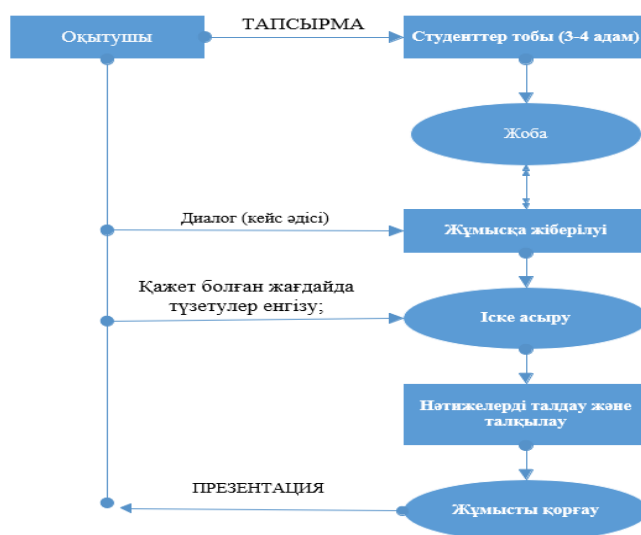 Оқытушы
ТАПСЫРМА
Студенттер тобы (3-4 адам)
Жоба
Диалог (кейс әдісі)
Жұмысқа жіберілуі
Қажет болған жағдайда
түзетулер енгізу;
Іске асыру
Нәтижелерді талдау және
талқылау
ПРЕЗЕНТАЦИЯ
Жұмысты қорғау